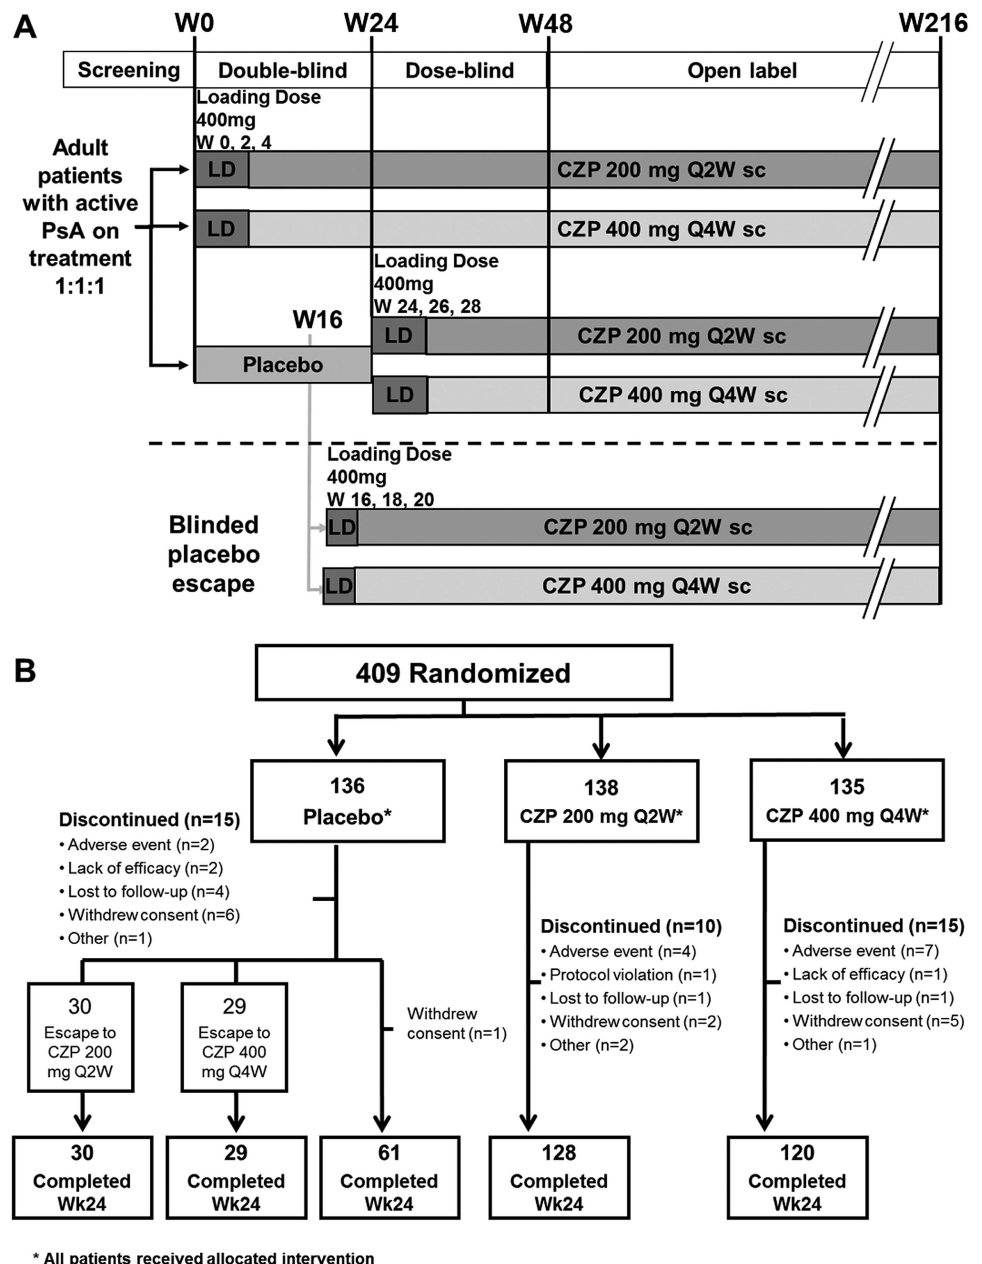 A
W0 W24 W48 W216
Screening Double-blind Dose-blind Open label
Loading Dose
400mg
W 0, 2, 4
Adult
patients
with active
PsA on
treatment
1:1:1
LD CZP 200 mg Q2W sc
LD CZP 400 mg Q4W sc
Loading Dose
400mg
W 24, 26, 28
W16
LD CZP 200 mg Q2W sc
Placebo
LD CZP 400 mg Q4W sc
Loading Dose
400mg
W 16, 18, 20
Blinded
placebo
escape
LD CZP 200 mg Q2W sc
LD CZP 400 mg Q4W sc
B
409 Randomized
136
Placebo*
138
CZP 200 mg Q2W*
135
CZP 400 mg Q4W*
Discontinued (n=15)
• Adverse event (n=2)
• Lack of efficacy (n=2)
• Lost to follow-up (n=4)
• Withdrew consent (n=6)
• Other (n=1)
Discontinued (n=10)
• Adverse event (n=4)
• Protocol violation (n=1)
• Lost to follow-up (n=1)
• Withdrew consent (n=2)
• Other (n=2)
Discontinued (n=15)
• Adverse event (n=7)
• Lack of efficacy (n=1)
• Lost to follow-up (n=1)
• Withdrew consent (n=5)
• Other (n=1)
30
Escape to
CZP 200
mg Q2W
29
Escape to
CZP 400
mg Q4W
Withdrew
consent (n=1)
30
Completed
Wk24
29
Completed
Wk24
61
Completed
Wk24
128
Completed
Wk24
120
Completed
Wk24
* All patients received allocated intervention